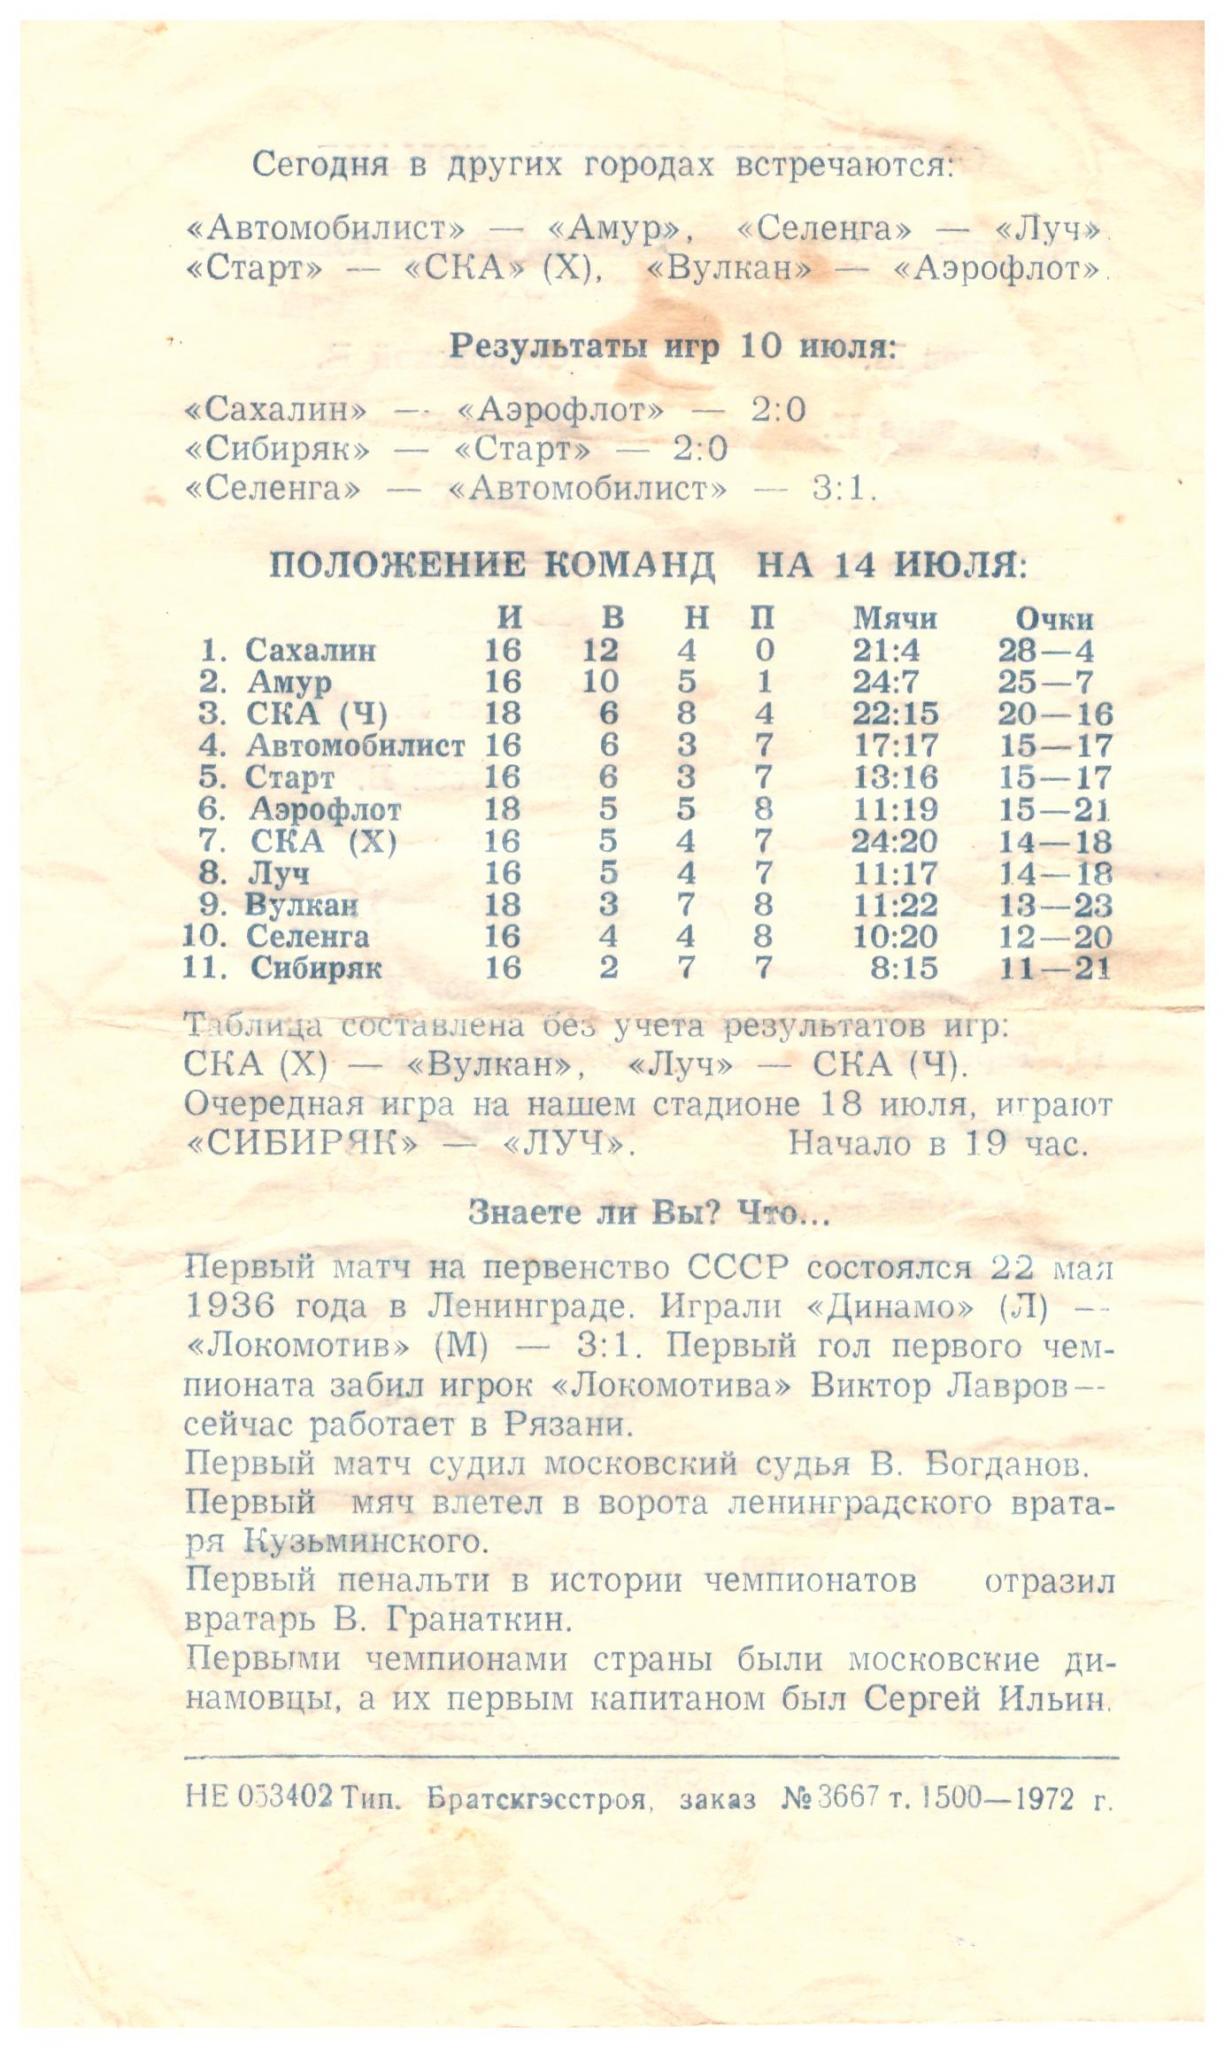 Сегодня в других городах встречаются:
«Автомобилист» — «Амур», «Селенга» — «Луч».
«Старт» — «СКА» (Х), «Вулкан» — «Аэрофлот».
Результаты игр 10 июля:
«Сахалин» — «Аэрофлот» — 2:0
«Сибиряк» — «Старт» — 2:0
«Селенга» — «Автомобилист» — 3:1.
ПОЛОЖЕНИЕ КОМАНД НА 14 ИЮЛЯ:
И В Н П Мячи Очки
1. Сахалин 16 12 4 0 21:4 28—4
2. Амур 16 10 5 1 24:7 25—7
3. СКА (Ч) 18 6 8 4 22:15 20—16
4. Автомобилист 16 6 3 7 17:17 15—17
5. Старт 16 6 3 7 13:16 15—17
6. Аэрофлот 18 5 5 8 11:19 15—21
7. СКА (Х) 16 5 4 7 24:20 14—18
8. Луч 16 5 4 7 11:17 14—18
9. Вулкан 18 3 7 8 11:22 13—23
10. Селенга 16 4 4 8 10:20 12—20
11. Сибиряк 16 2 7 7 8:15 11—21
Таблица составлена без учета результатов игр:
СКА (Х) — «Вулкан», «Луч» — СКА (Ч).
Очередная игра на нашем стадионе 18 июля, играют
«СИБИРЯК» — «ЛУЧ». Начало в 19 час.
Знаете ли Вы? Что...
Первый матч на первенство СССР состоялся 22 мая
1936 года в Ленинграде. Играли «Динамо» (Л) —
«Локомотив» (М) — 3:1. Первый гол первого чем-
пионата забил игрок «Локомотива» Виктор Лавров—
сейчас работает в Рязани.
Первый матч судил московский судья В. Богданов.
Первый мяч влетел в ворота ленинградского врата-
ря Кузьминского.
Первый пенальти в истории чемпионатов отразил
вратарь В. Гранаткин.
Первыми чемпионами страны были московские ди-
намовцы, а их первым капитаном был Сергей Ильин.
НЕ 053402 Тип. Братскгэсстроя, заказ № 3667 т. 1500—1972 г.